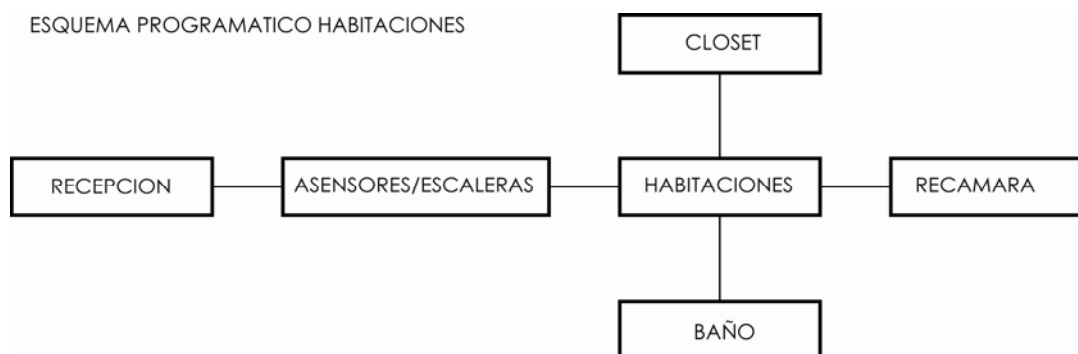 ESQUEMA PROGRAMATICO HABITACIONES
CLOSET
RECEPCION
ASENSORES/ESCALERAS
HABITACIONES
RECAMARA
BAÑO